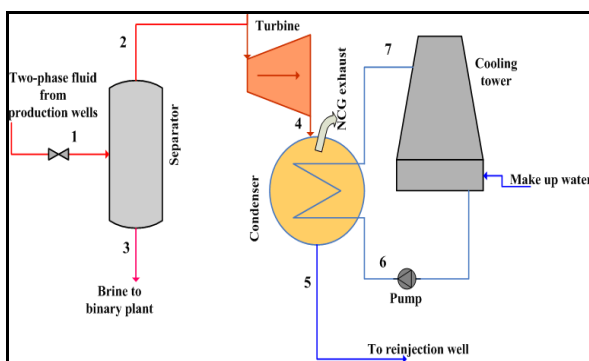 2
Turbine
7
Cooling
tower
Two-phase fluid
from
production wells
1
Separator
4
NCG exhaust
Condenser
Make up water
3
6
5
Pump
Brine to
binary plant
To reinjection well